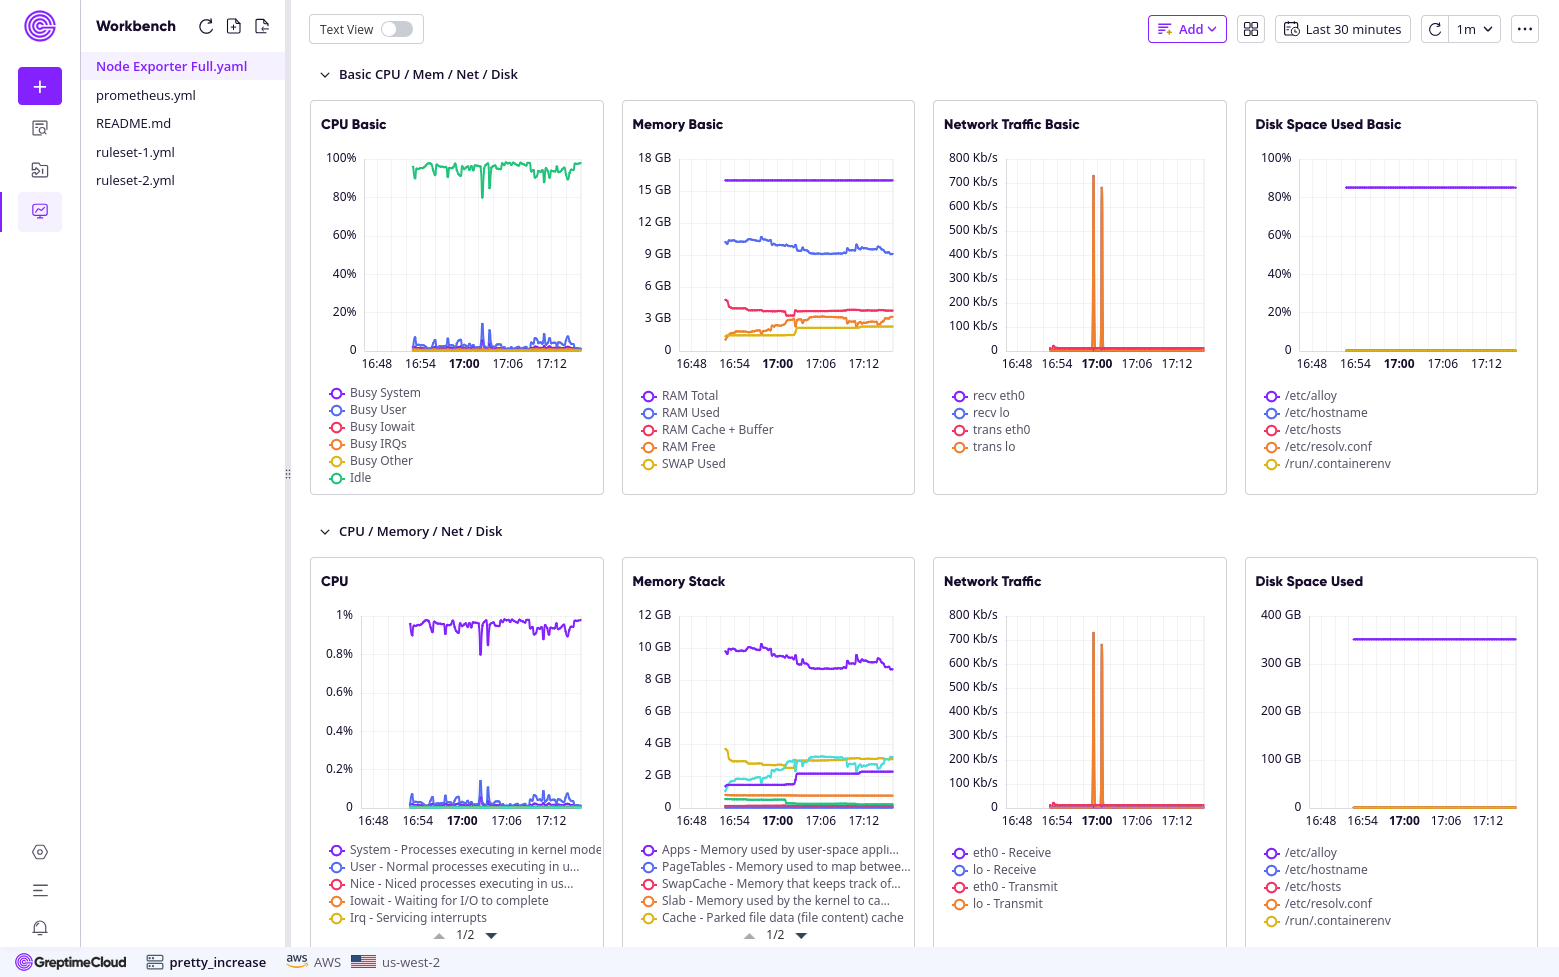 Workbench
Node Exporter Full.yaml
prometheus.yml
README.md
ruleset-1.yml
ruleset-2.yml
Text View
Add
Last 30 minutes
1m
Basic CPU / Mem / Net / Disk
CPU Basic
100%
80%
60%
40%
20%
0
16:48 16:54 17:00 17:06 17:12
Busy System
Busy User
Busy Iowait
Busy IRQs
Busy Other
Idle
Memory Basic
18 GB
15 GB
12 GB
9 GB
6 GB
3 GB
0
16:48 16:54 17:00 17:06 17:12
RAM Total
RAM Used
RAM Cache + Buffer
RAM Free
SWAP Used
Network Traffic Basic
800 Kb/s
700 Kb/s
600 Kb/s
500 Kb/s
400 Kb/s
300 Kb/s
200 Kb/s
100 Kb/s
0
16:48 16:54 17:00 17:06 17:12
recv eth0
recv lo
trans eth0
trans lo
Disk Space Used Basic
100%
80%
60%
40%
20%
0
16:48 16:54 17:00 17:06 17:12
/etc/alloy
/etc/hostname
/etc/hosts
/etc/resolv.conf
/run/.containerenv
CPU / Memory / Net / Disk
CPU
1%
0.8%
0.6%
0.4%
0.2%
0
16:48 16:54 17:00 17:06 17:12
System - Processes executing in kernel mode
User - Normal processes executing in u...
Nice - Niced processes executing in us...
Iowait - Waiting for I/O to complete
Irq - Servicing interrupts
1/2
Memory Stack
12 GB
10 GB
8 GB
6 GB
4 GB
2 GB
0
16:48 16:54 17:00 17:06 17:12
Apps - Memory used by user-space appli...
PageTables - Memory used to map betwee...
SwapCache - Memory that keeps track of...
Slab - Memory used by the kernel to ca...
Cache - Parked file data (file content) cache
1/2
Network Traffic
800 Kb/s
700 Kb/s
600 Kb/s
500 Kb/s
400 Kb/s
300 Kb/s
200 Kb/s
100 Kb/s
0
16:48 16:54 17:00 17:06 17:12
eth0 - Receive
lo - Receive
eth0 - Transmit
lo - Transmit
Disk Space Used
400 GB
300 GB
200 GB
100 GB
0
16:48 16:54 17:00 17:06 17:12
/etc/alloy
/etc/hostname
/etc/hosts
/etc/resolv.conf
/run/.containerenv
GreptimeCloud pretty_increase aws AWS us-west-2